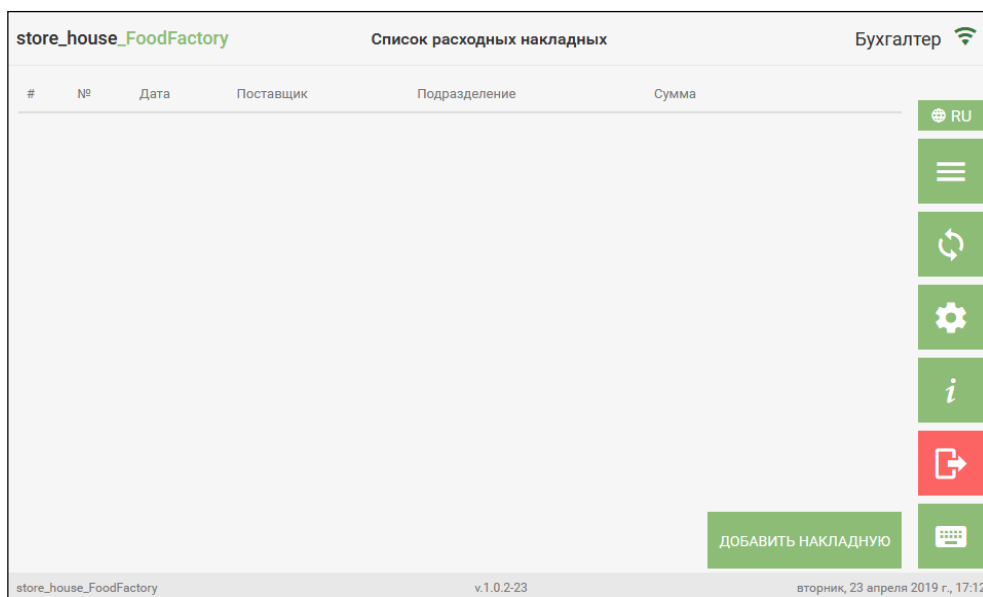 store_house_FoodFactory Список расходных накладных Бухгалтер
# № Дата Поставщик Подразделение Сумма
RU
i
ДОБАВИТЬ НАКЛАДНУЮ
store_house_FoodFactory v.1.0.2-23 вторник, 23 апреля 2019 г., 17:12